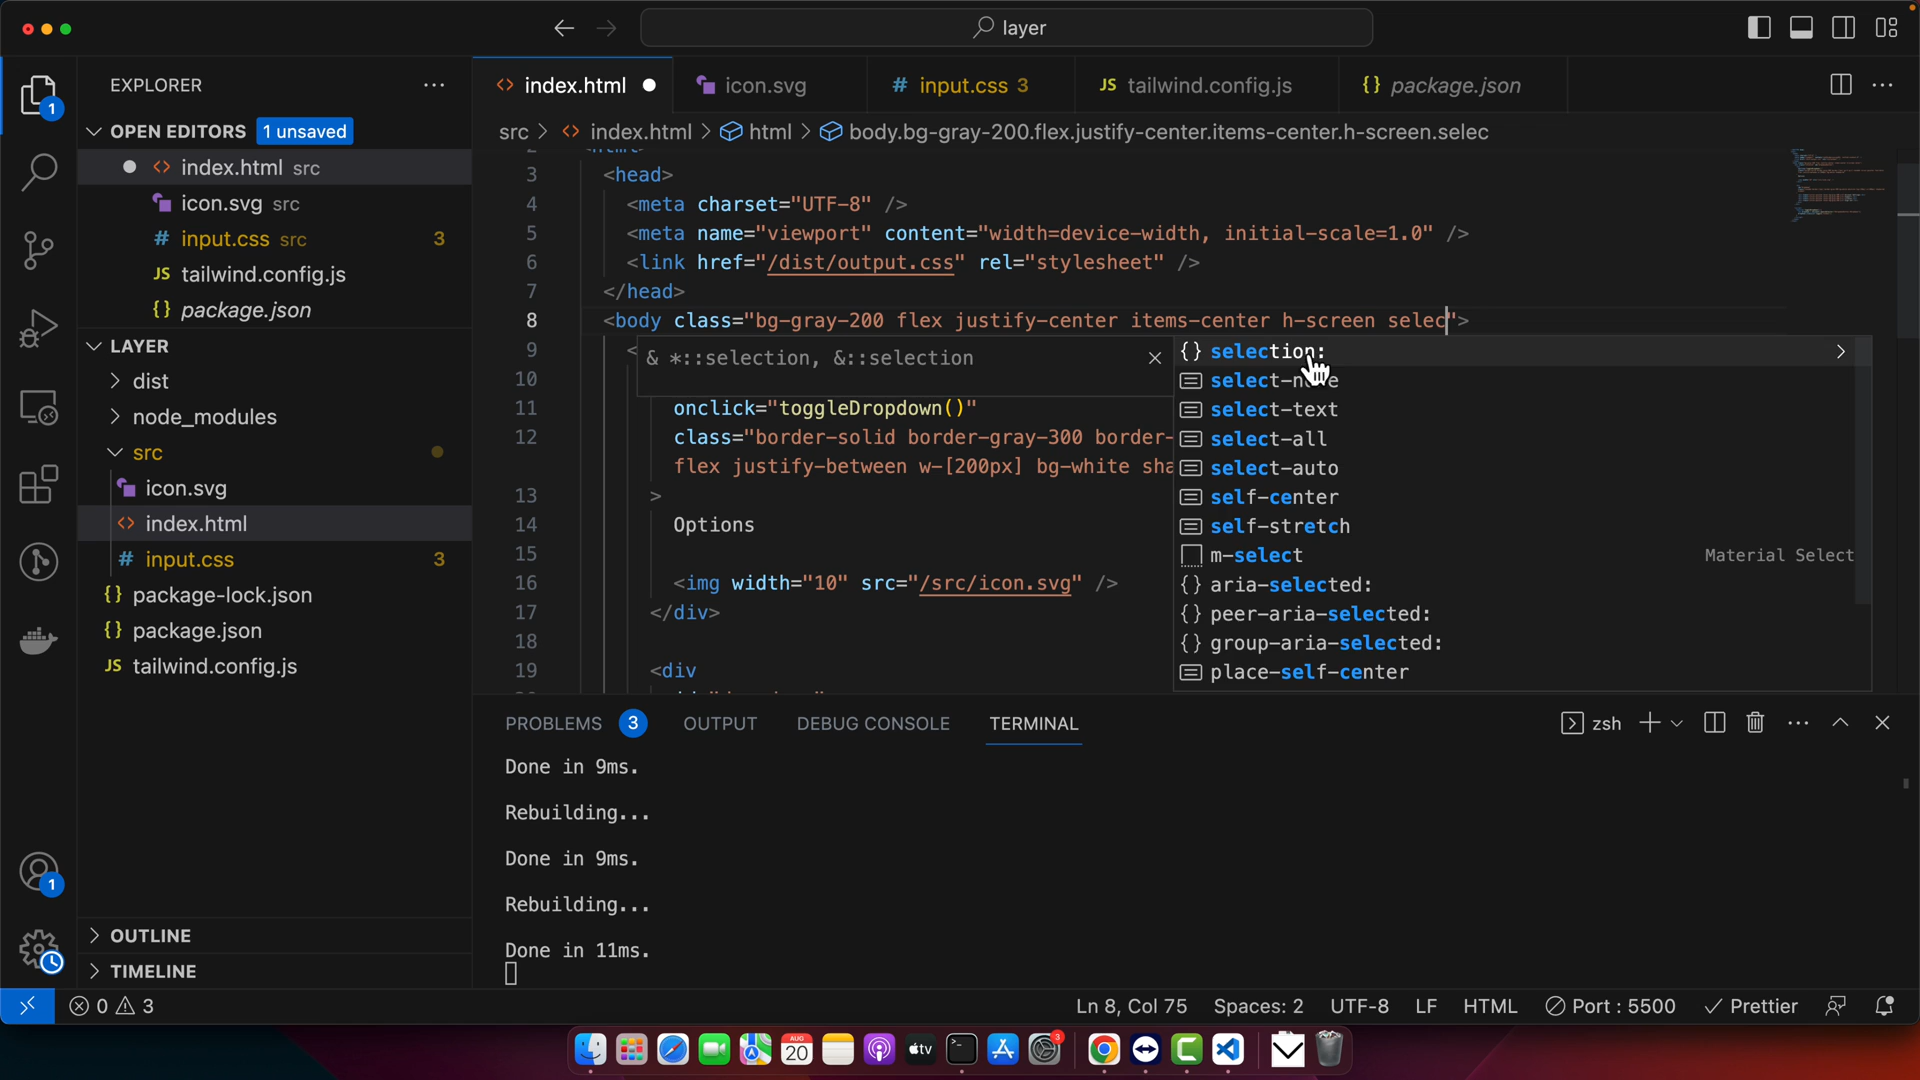 layer
EXPLORER
OPEN EDITORS 1 unsaved
index.html src
icon.svg src
input.css src 3
tailwind.config.js
package.json
LAYER
dist
node_modules
src
icon.svg
index.html
input.css 3
package-lock.json
package.json
tailwind.config.js
OUTLINE
TIMELINE
1
1
index.html
icon.svg
input.css 3
tailwind.config.js
package.json
src > index.html > html > body.bg-gray-200.flex.justify-center.items-center.h-screen.selec
3 <head>
4 <meta charset="UTF-8" />
5 <meta name="viewport" content="width=device-width, initial-scale=1.0" />
6 <link href="/dist/output.css" rel="stylesheet" />
7 </head>
8 <body class="bg-gray-200 flex justify-center items-center h-screen selec">
9 <
10
11 onclick="toggleDropdown()"
12 class="border-solid border-gray-300 border-
flex justify-between w-[200px] bg-white sha
13 >
14 Options
15
16 <img width="10" src="/src/icon.svg" />
17 </div>
18
19 <div
& *::selection, &::selection
{} selection:
select-none
select-text
select-all
select-auto
self-center
self-stretch
m-select Material Select
{} aria-selected:
{} peer-aria-selected:
{} group-aria-selected:
place-self-center
PROBLEMS 3 OUTPUT DEBUG CONSOLE TERMINAL zsh
Done in 9ms.
Rebuilding...
Done in 9ms.
Rebuilding...
Done in 11ms.
0 3 Ln 8, Col 75 Spaces: 2 UTF-8 LF HTML Port : 5500 Prettier
AUG
20
tv
3